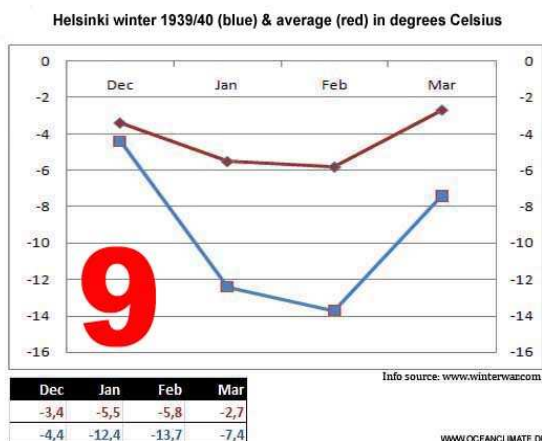 Helsinki winter 1939/40 (blue) & average (red) in degrees Celsius
0 0
Dec Jan Feb Mar
-2 -2
-4 -4
-6 -6
-8 -8
-10 -10
-12 -12
-14 -14
-16 -16
9
Info source: www.winterwar.com
Dec Jan Feb Mar
-3,4 -5,5 -5,8 -2,7
-4,4 -12,4 -13,7 -7,4